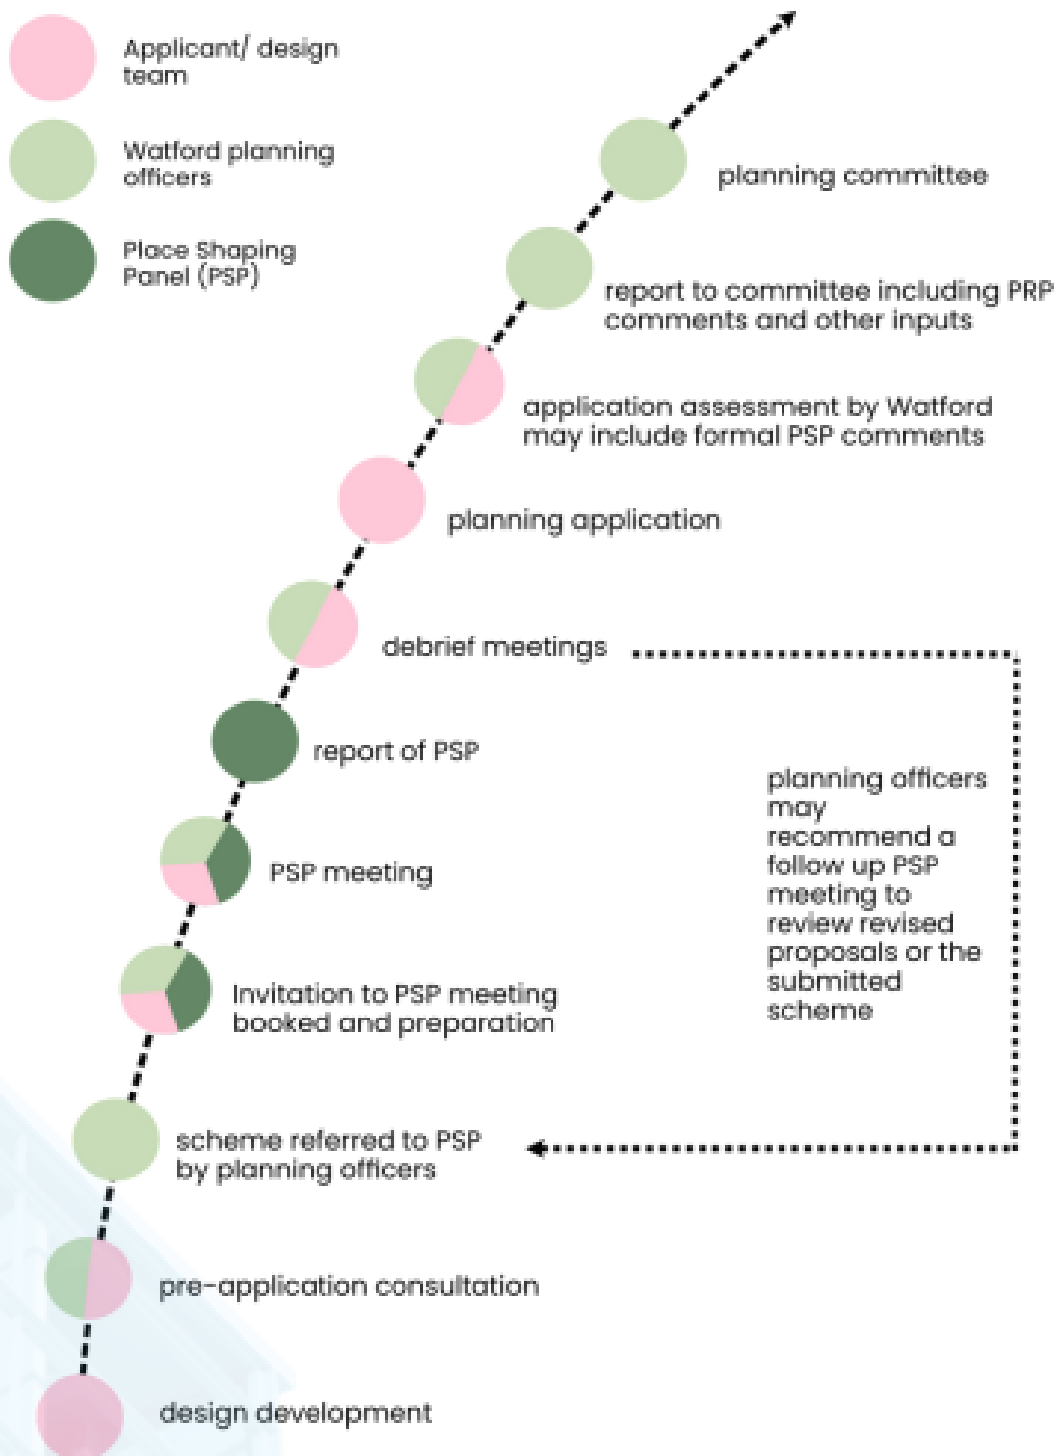 Applicant/ design
team
Watford planning
officers
Place Shaping
Panel (PSP)
planning committee
report to committee including PRP
comments and other inputs
application assessment by Watford
may include formal PSP comments
planning application
debrief meetings
report of PSP
planning officers
may
recommend a
follow up PSP
meeting to
review revised
proposals or the
submitted
scheme
PSP meeting
Invitation to PSP meeting
booked and preparation
scheme referred to PSP
by planning officers
pre-application consultation
design development